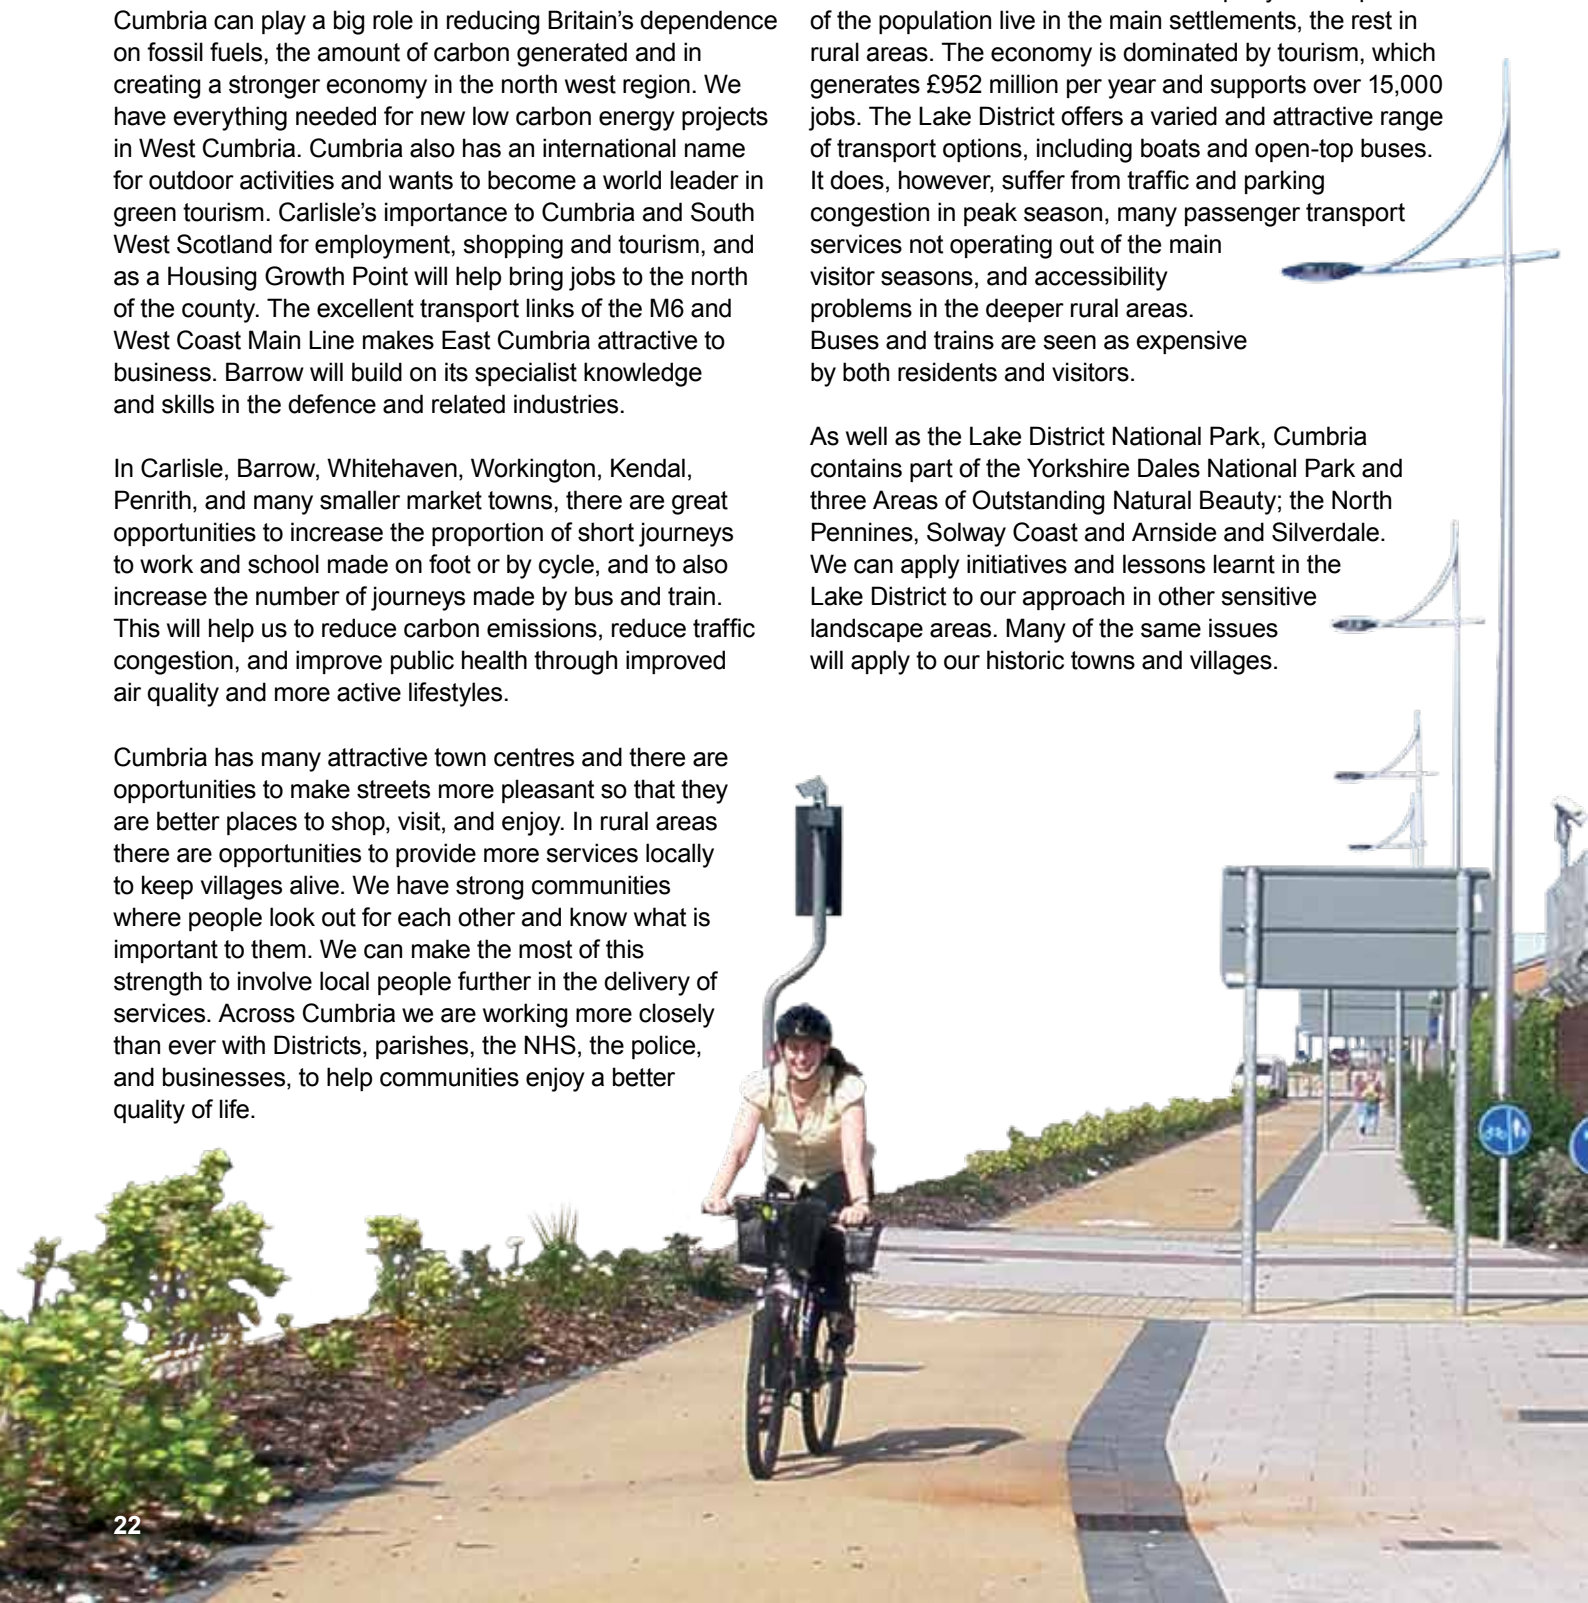 Cumbria can play a big role in reducing Britain’s dependence
on fossil fuels, the amount of carbon generated and in
creating a stronger economy in the north west region. We
have everything needed for new low carbon energy projects
in West Cumbria. Cumbria also has an international name
for outdoor activities and wants to become a world leader in
green tourism. Carlisle’s importance to Cumbria and South
West Scotland for employment, shopping and tourism, and
as a Housing Growth Point will help bring jobs to the north
of the county. The excellent transport links of the M6 and
West Coast Main Line makes East Cumbria attractive to
business. Barrow will build on its specialist knowledge
and skills in the defence and related industries.
In Carlisle, Barrow, Whitehaven, Workington, Kendal,
Penrith, and many smaller market towns, there are great
opportunities to increase the proportion of short journeys
to work and school made on foot or by cycle, and to also
increase the number of journeys made by bus and train.
This will help us to reduce carbon emissions, reduce traffic
congestion, and improve public health through improved
air quality and more active lifestyles.
Cumbria has many attractive town centres and there are
opportunities to make streets more pleasant so that they
are better places to shop, visit, and enjoy. In rural areas
there are opportunities to provide more services locally
to keep villages alive. We have strong communities
where people look out for each other and know what is
important to them. We can make the most of this
strength to involve local people further in the delivery of
services. Across Cumbria we are working more closely
than ever with Districts, parishes, the NHS, the police,
and businesses, to help communities enjoy a better
quality of life.
of the population live in the main settlements, the rest in
rural areas. The economy is dominated by tourism, which
generates £952 million per year and supports over 15,000
jobs. The Lake District offers a varied and attractive range
of transport options, including boats and open-top buses.
It does, however, suffer from traffic and parking
congestion in peak season, many passenger transport
services not operating out of the main
visitor seasons, and accessibility
problems in the deeper rural areas.
Buses and trains are seen as expensive
by both residents and visitors.
As well as the Lake District National Park, Cumbria
contains part of the Yorkshire Dales National Park and
three Areas of Outstanding Natural Beauty; the North
Pennines, Solway Coast and Arnside and Silverdale.
We can apply initiatives and lessons learnt in the
Lake District to our approach in other sensitive
landscape areas. Many of the same issues
will apply to our historic towns and villages.
22